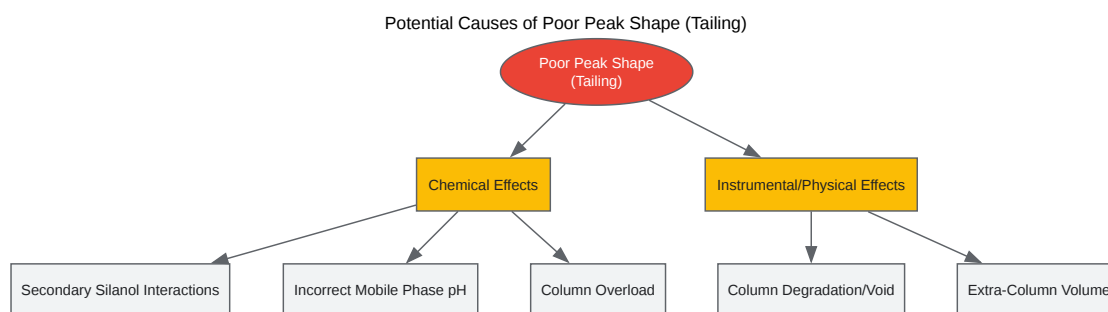 Potential Causes of Poor Peak Shape (Tailing)
Poor Peak Shape
(Tailing)
Chemical Effects
Instrumental/Physical Effects
Secondary Silanol Interactions
Incorrect Mobile Phase pH
Column Overload
Column Degradation/Void
Extra-Column Volume